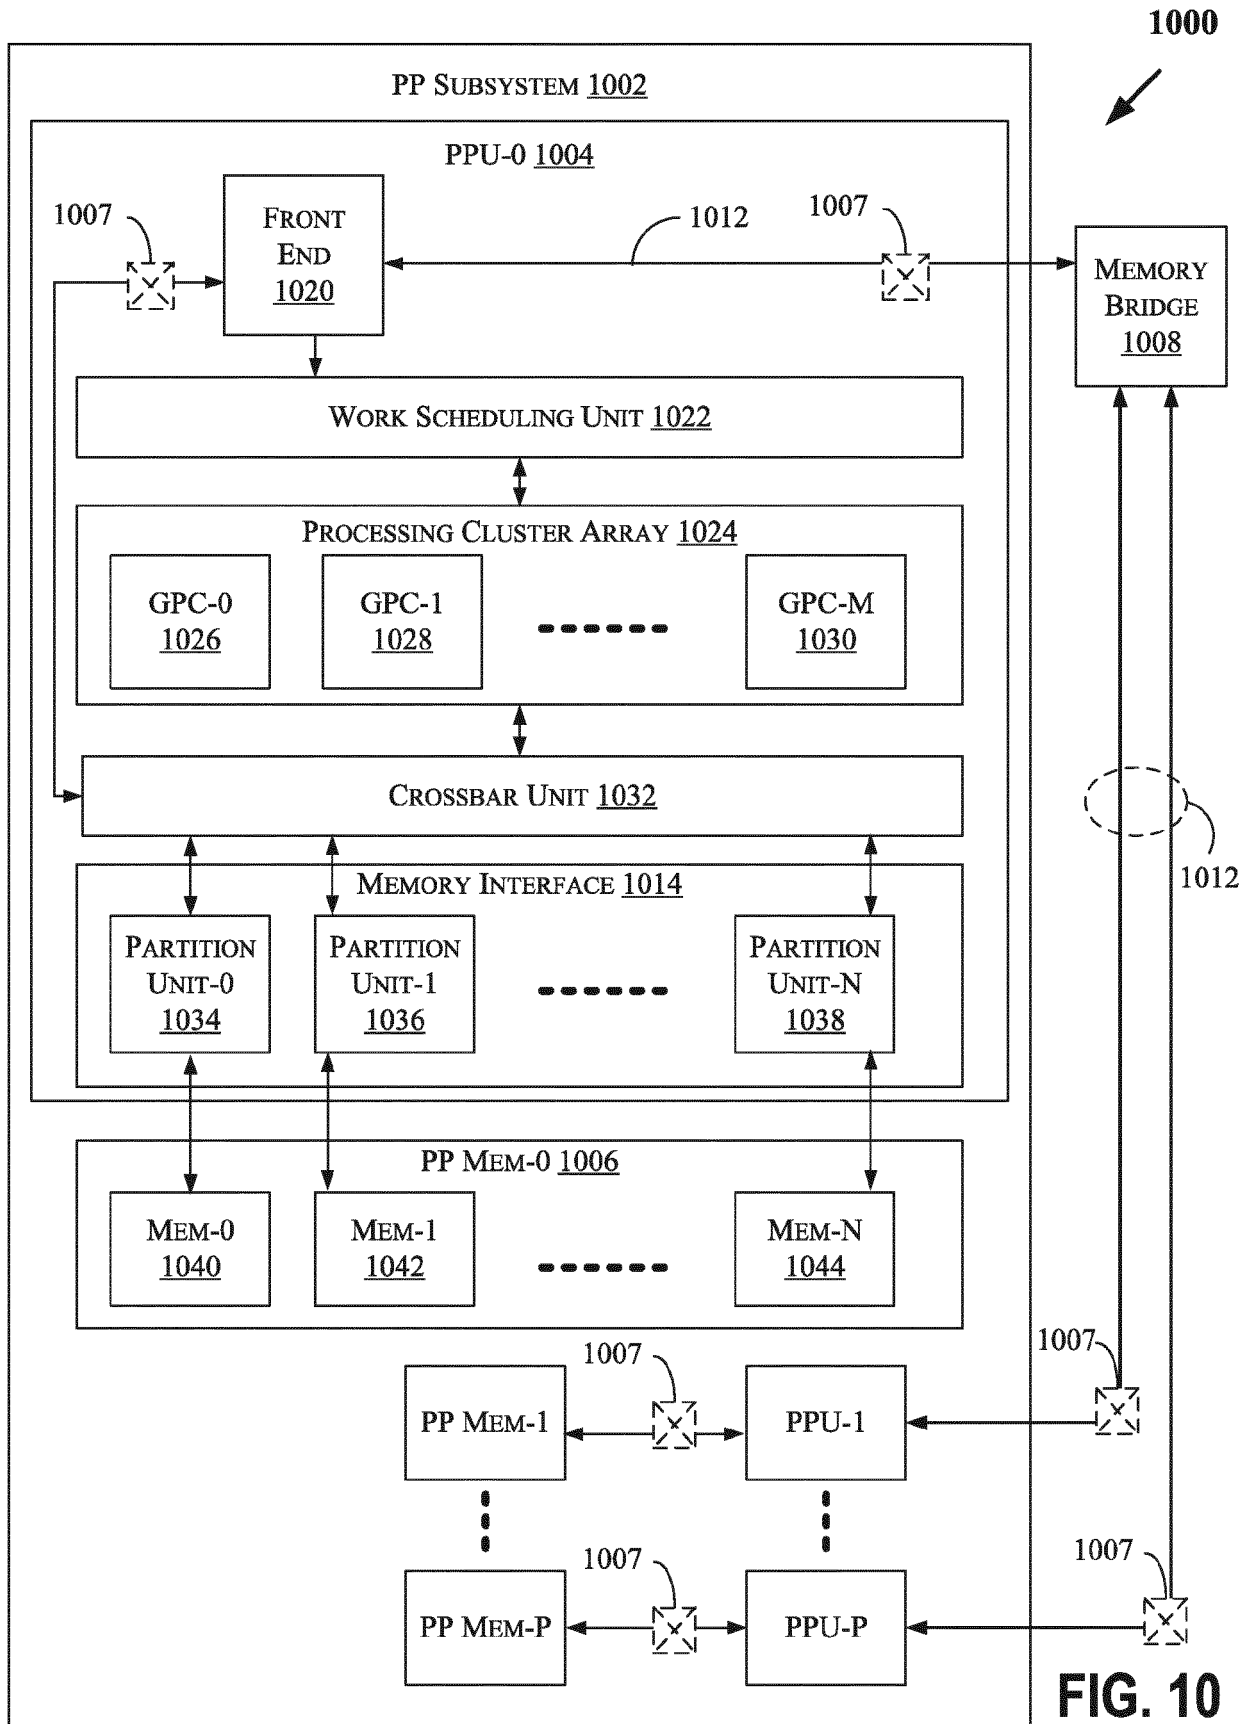 1000
PP SUBSYSTEM 1002
PPU-0 1004
1007
FRONT
END
1020
1012
1007
MEMORY
BRIDGE
1008
WORK SCHEDULING UNIT 1022
PROCESSING CLUSTER ARRAY 1024
GPC-0
1026
GPC-1
1028
GPC-M
1030
CROSSBAR UNIT 1032
1012
MEMORY INTERFACE 1014
PARTITION
UNIT-0
1034
PARTITION
UNIT-1
1036
PARTITION
UNIT-N
1038
PP MEM-0 1006
MEM-0
1040
MEM-1
1042
MEM-N
1044
1007
1007
PP MEM-1
PPU-1
1007
1007
PP MEM-P
PPU-P
FIG. 10